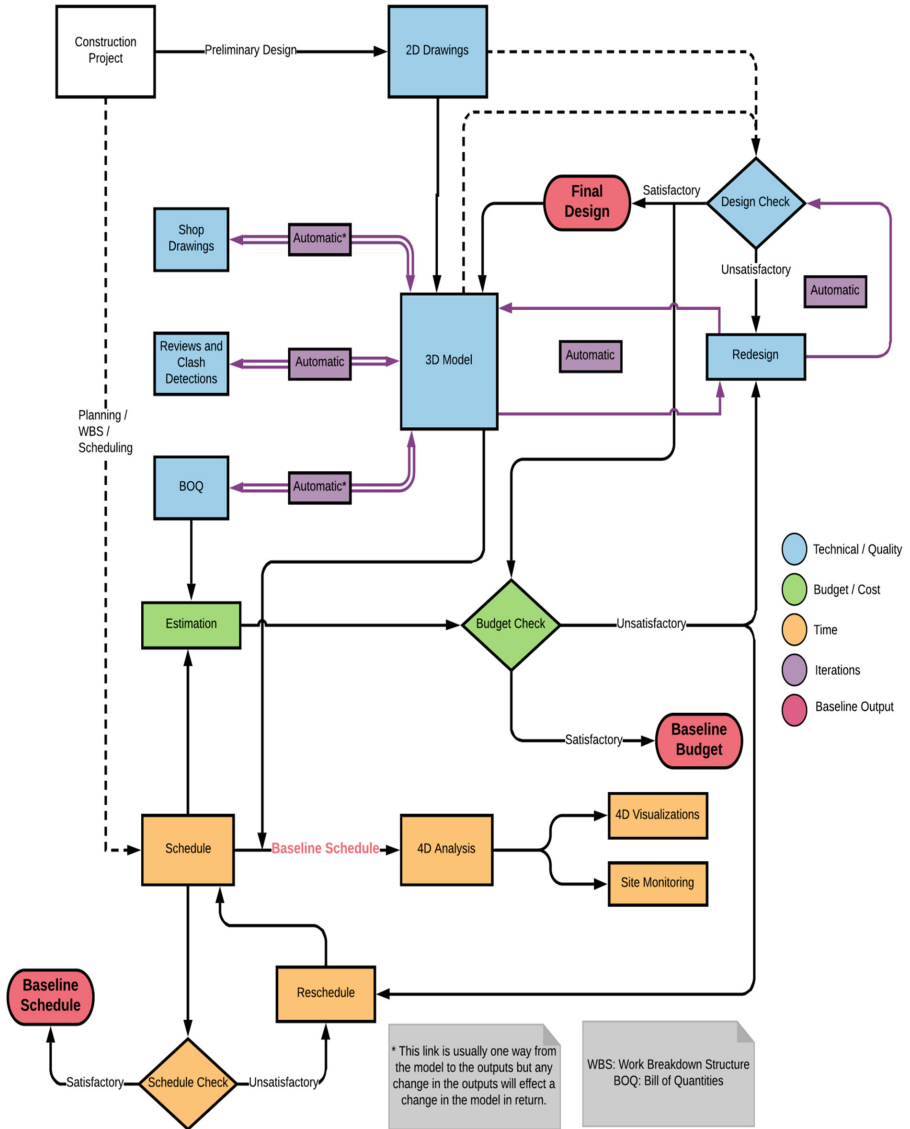 Construction
Project
Preliminary Design
2D Drawings
Final
Design
Satisfactory
Design Check
Unsatisfactory
Automatic
Shop
Drawings
Automatic*
Reviews and
Clash
Detections
Automatic
3D Model
Automatic
Redesign
Planning /
WBS /
Scheduling
BOQ
Automatic*
Technical / Quality
Budget / Cost
Time
Iterations
Baseline Output
Estimation
Budget Check
Unsatisfactory
Satisfactory
Baseline
Budget
Schedule
Baseline Schedule
4D Analysis
4D Visualizations
Site Monitoring
Baseline
Schedule
Reschedule
Satisfactory
Schedule Check
Unsatisfactory
* This link is usually one way from
the model to the outputs but any
change in the outputs will effect a
change in the model in return.
WBS: Work Breakdown Structure
BOQ: Bill of Quantities